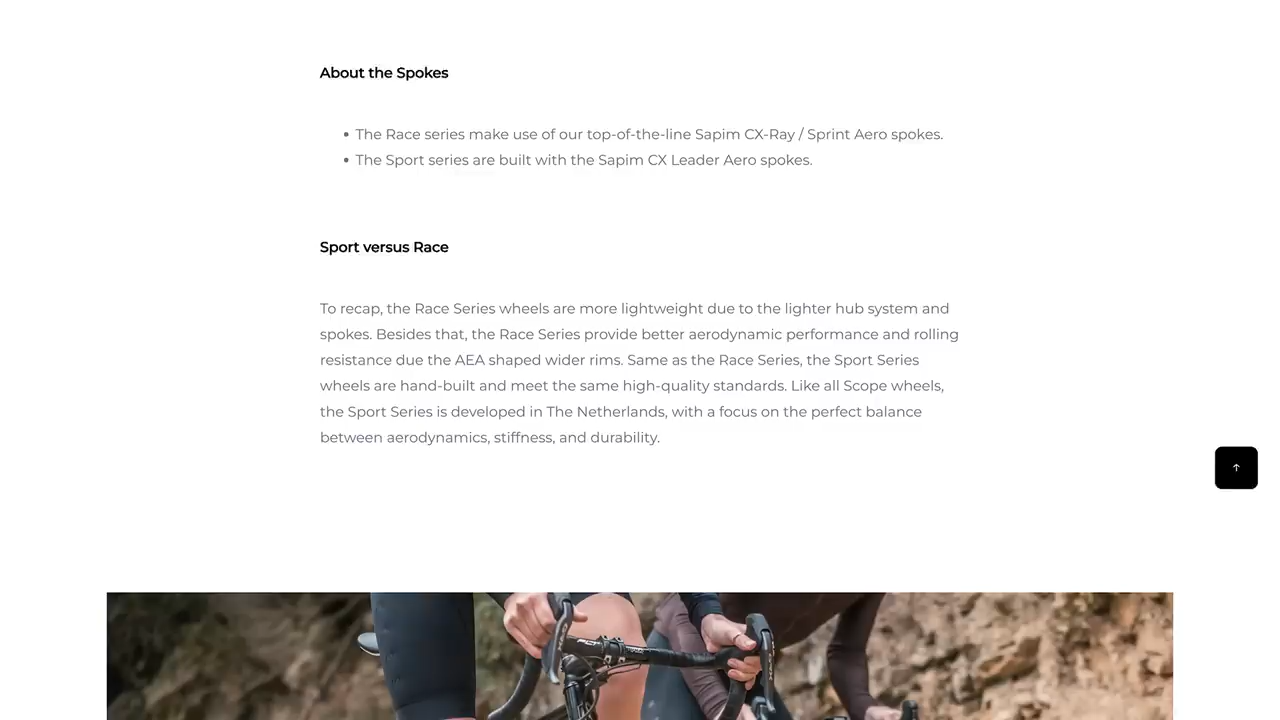 About the Spokes
The Race series make use of our top-of-the-line Sapim CX-Ray / Sprint Aero spokes.
The Sport series are built with the Sapim CX Leader Aero spokes.
Sport versus Race
To recap, the Race Series wheels are more lightweight due to the lighter hub system and
spokes. Besides that, the Race Series provide better aerodynamic performance and rolling
resistance due the AEA shaped wider rims. Same as the Race Series, the Sport Series
wheels are hand-built and meet the same high-quality standards. Like all Scope wheels,
the Sport Series is developed in The Netherlands, with a focus on the perfect balance
between aerodynamics, stiffness, and durability.